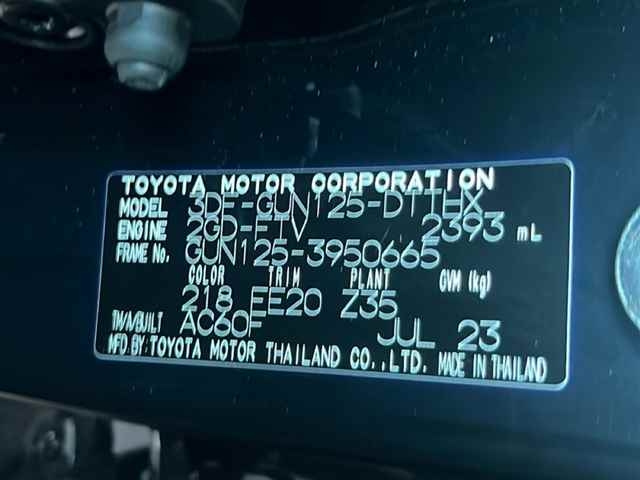 TOYOTA MOTOR CORPORATION
MODEL 3DF-GUN125-DTTHX
ENGINE 2GD-FTV 2393 mL
FRAME No. GUN125-3950665
COLOR TRIM PLANT GVM (kg)
218 EE20 Z35
TM/A/BUILT AC60F JUL 23
MFD.BY:TOYOTA MOTOR THAILAND CO.,LTD. MADE IN THAILAND